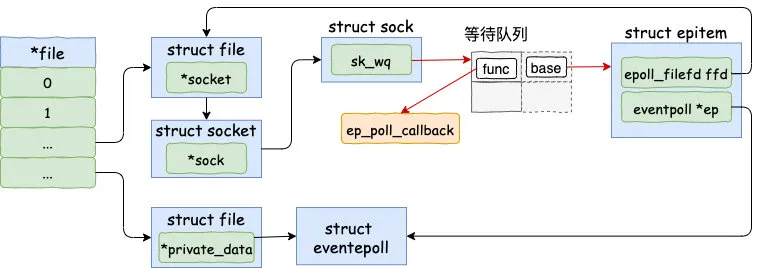 *file
0
1
...
...
struct file
*socket
struct socket
*sock
struct file
*private_data
struct sock
sk_wq
等待队列
func
base
ep_poll_callback
struct epitem
epoll_filefd ffd
eventpoll *ep
struct
eventepoll